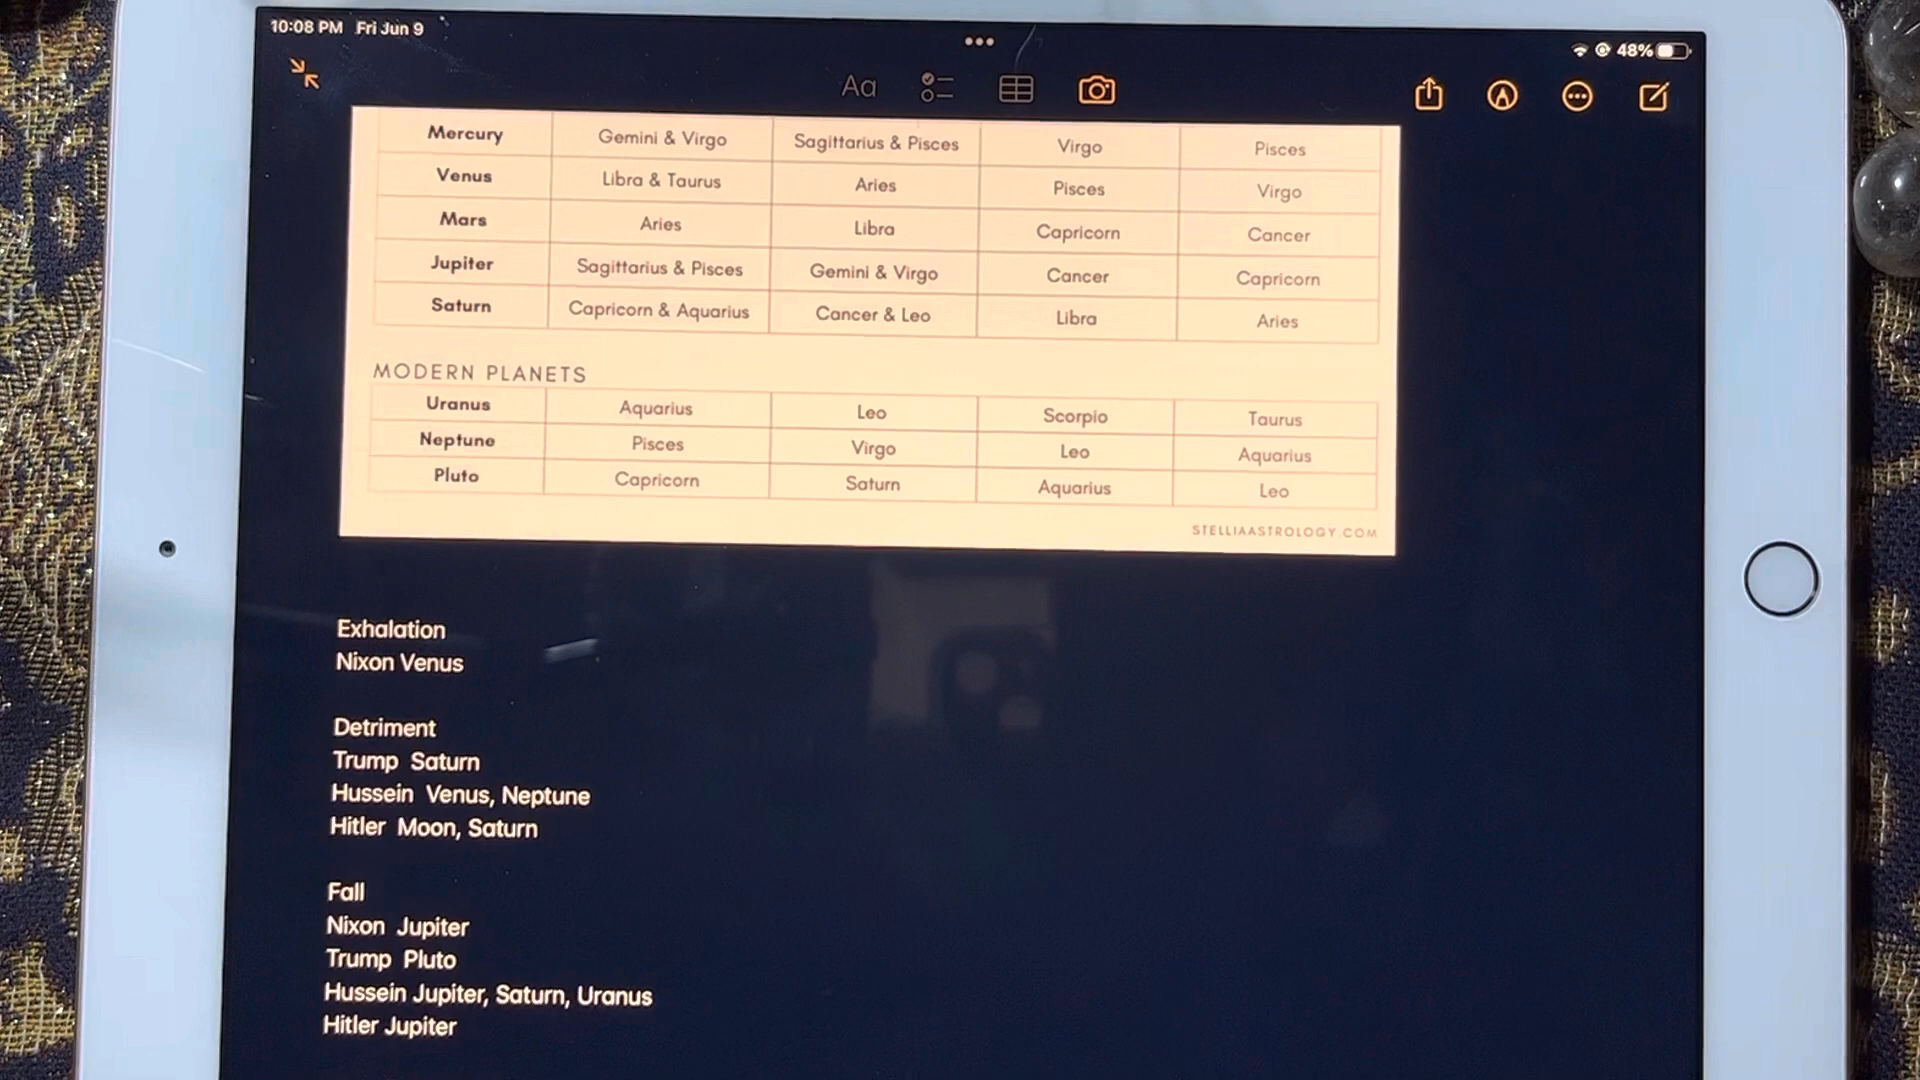 10:08 PM Fri Jun 9
48%
Aa
Mercury Gemini & Virgo Sagittarius & Pisces Virgo Pisces
Venus Libra & Taurus Aries Pisces Virgo
Mars Aries Libra Capricorn Cancer
Jupiter Sagittarius & Pisces Gemini & Virgo Cancer Capricorn
Saturn Capricorn & Aquarius Cancer & Leo Libra Aries
MODERN PLANETS
Uranus Aquarius Leo Scorpio Taurus
Neptune Pisces Virgo Leo Aquarius
Pluto Capricorn Saturn Aquarius Leo
STELLIAASTROLOGY.COM
Exhalation
Nixon Venus
Detriment
Trump Saturn
Hussein Venus, Neptune
Hitler Moon, Saturn
Fall
Nixon Jupiter
Trump Pluto
Hussein Jupiter, Saturn, Uranus
Hitler Jupiter